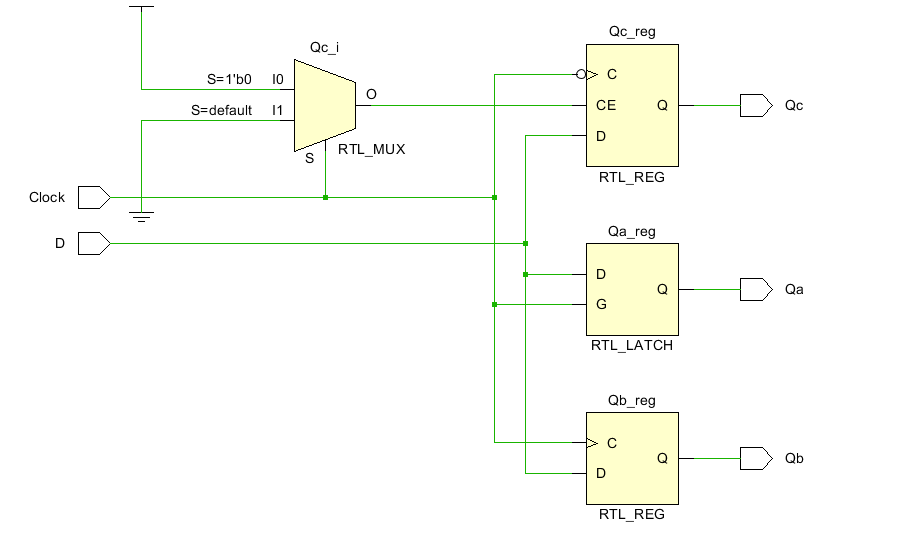 Qc_reg
Qc_i
S=1'b0 I0
S=default I1
O
S
RTL_MUX
C
CE
D
Q
Qc
RTL_REG
Clock
D
Qa_reg
D
G
Q
Qa
RTL_LATCH
Qb_reg
C
D
Q
Qb
RTL_REG